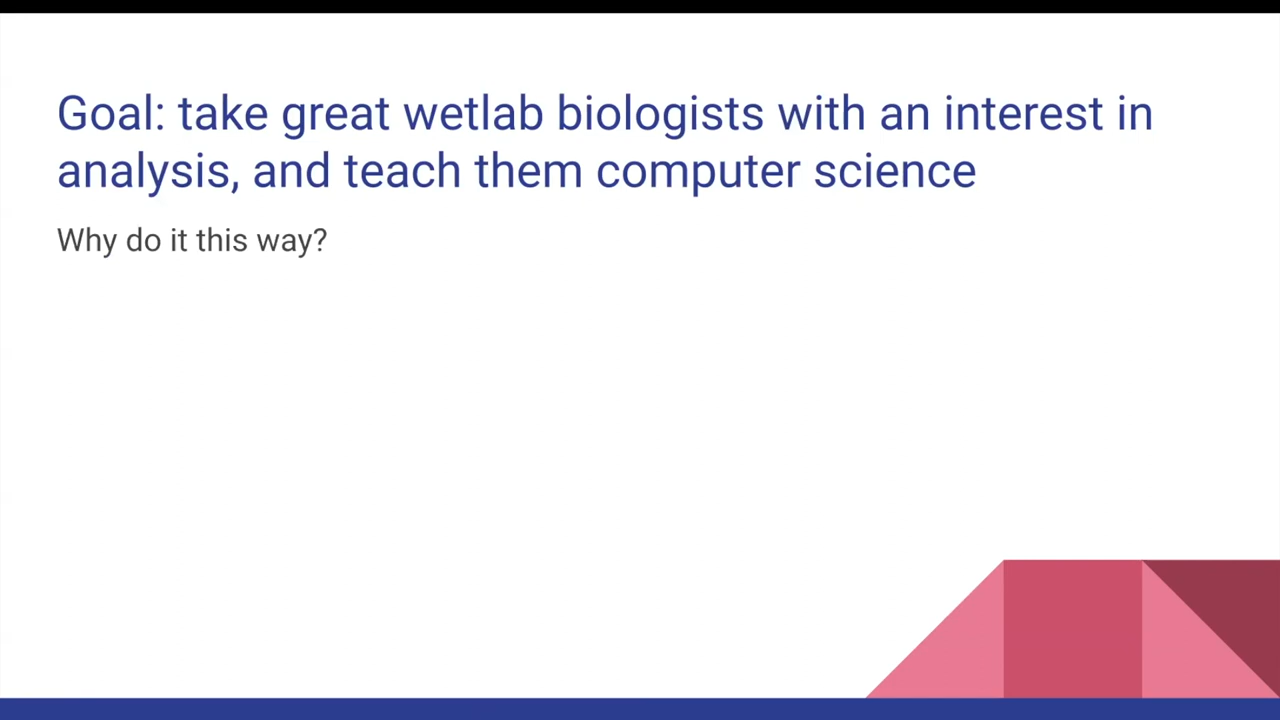 Goal: take great wetlab biologists with an interest in
analysis, and teach them computer science
Why do it this way?